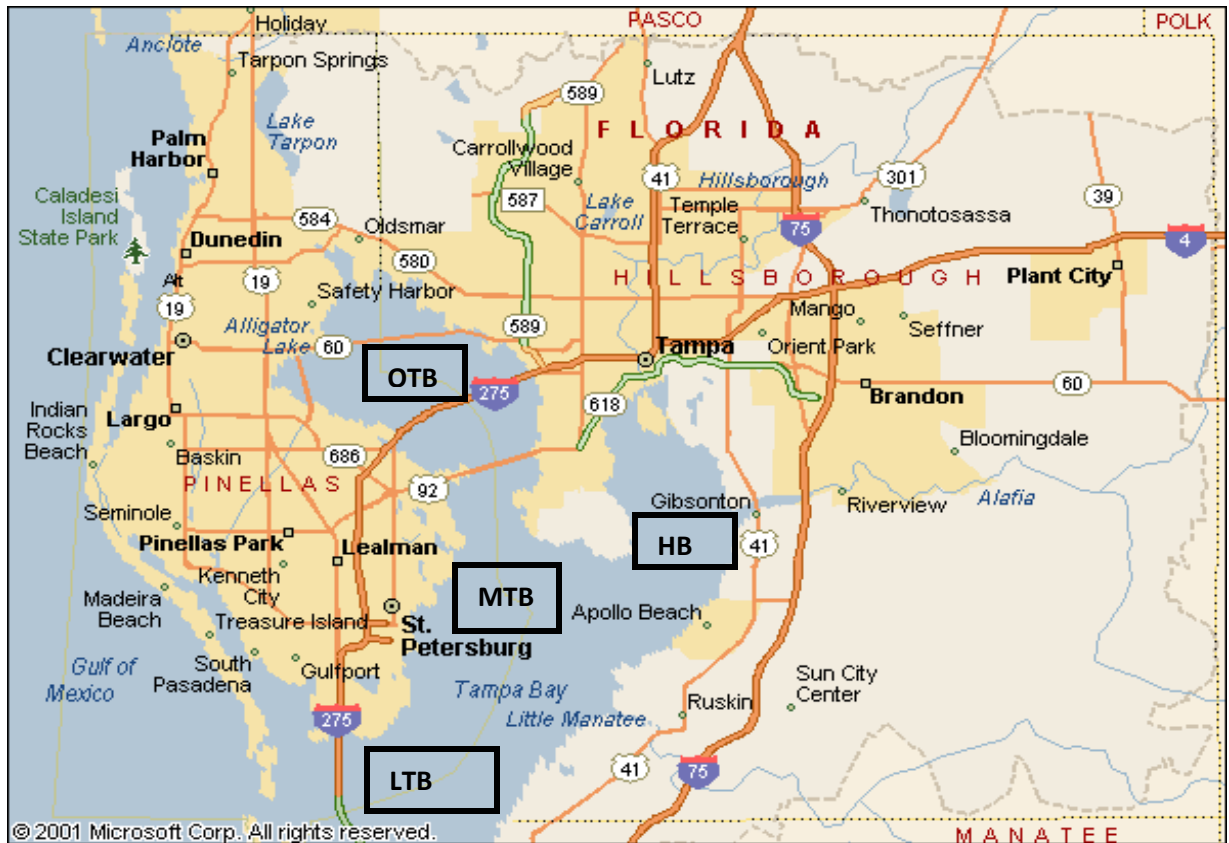 PASCO
POLK
Holiday
Anclote
Tarpon Springs
Lutz
589
FLORIDA
Lake
Tarpon
Palm
Harbor
Carrollwood
Village
41
Hillsborough
301
39
Caladesi
Island
State Park
587
Lake
Carroll
Temple
Terrace
Thonotosassa
584
Oldsmar
75
4
Dunedin
580
HILLSBOROUGH
Plant City
Alt
19
19
Safety Harbor
Mango
Seffner
Alligator
Lake
60
589
Clearwater
Tampa
Orient Park
OTB
275
60
Brandon
Indian
Rocks
Beach
Largo
618
Bloomingdale
Baskin
686
PINELLAS
92
Gibsonton
Riverview
Alafia
Seminole
Pinellas Park
Lealman
HB
41
Kenneth
City
Madeira
Beach
MTB
Apollo Beach
Treasure Island
St.
Petersburg
Gulf of
Mexico
South
Pasadena
Gulfport
Tampa Bay
Little Manatee
Ruskin
Sun City
Center
275
LTB
41
75
© 2001 Microsoft Corp. All rights reserved.
MANATEE